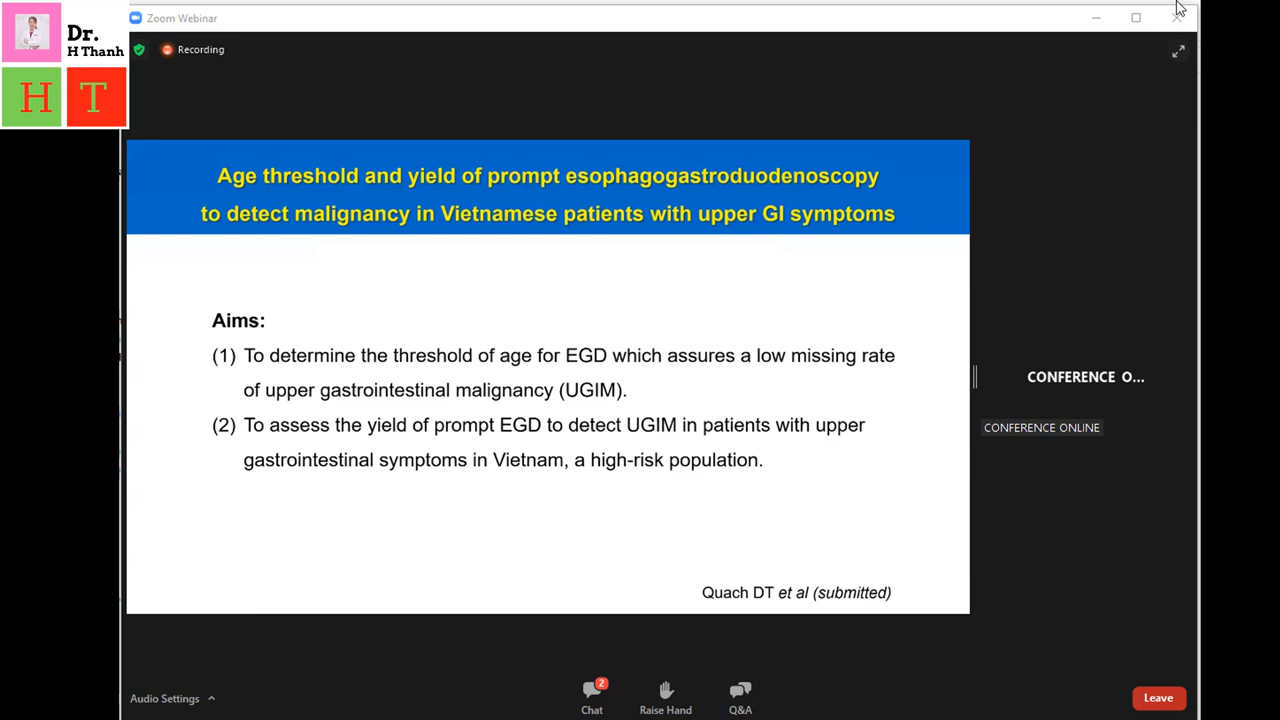 Dr.
H Thanh
H T
Zoom Webinar
Recording
Age threshold and yield of prompt esophagogastroduodenoscopy
to detect malignancy in Vietnamese patients with upper GI symptoms
Aims:
(1) To determine the threshold of age for EGD which assures a low missing rate
of upper gastrointestinal malignancy (UGIM).
(2) To assess the yield of prompt EGD to detect UGIM in patients with upper
gastrointestinal symptoms in Vietnam, a high-risk population.
Quach DT et al (submitted)
CONFERENCE O...
CONFERENCE ONLINE
Audio Settings
2
Chat
Raise Hand
Q&A
Leave